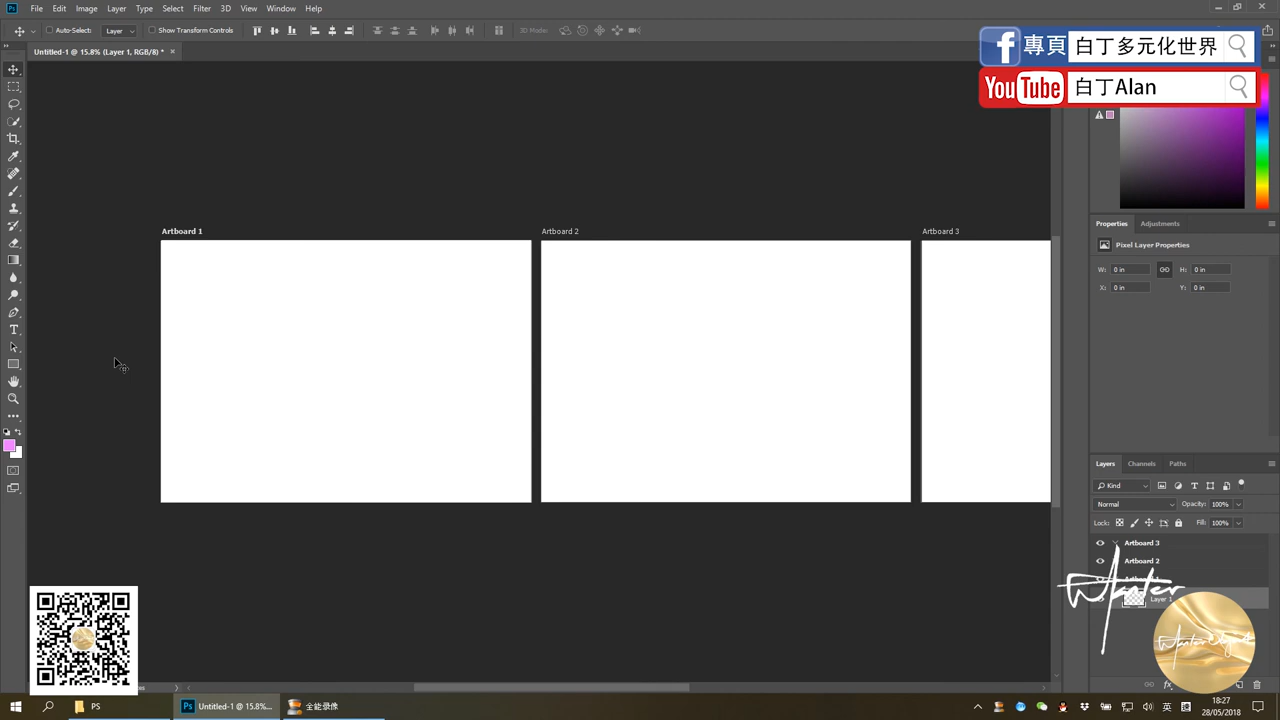 Ps File Edit Image Layer Type Select Filter 3D View Window Help
Auto-Select: Layer Show Transform Controls 3D Mode:
Untitled-1 @ 15.8% (Layer 1, RGB/8) *
f 專頁 白丁多元化世界
YouTube 白丁Alan
Artboard 1
Artboard 2
Artboard 3
Properties Adjustments
Pixel Layer Properties
W: 0 in H: 0 in
X: 0 in Y: 0 in
Layers Channels Paths
Kind
Normal Opacity: 100%
Lock: Fill: 100%
Artboard 3
Artboard 2
Layer 1
fx
PS
Ps Untitled-1 @ 15.8%...
全能录像
英
18:27
28/05/2018